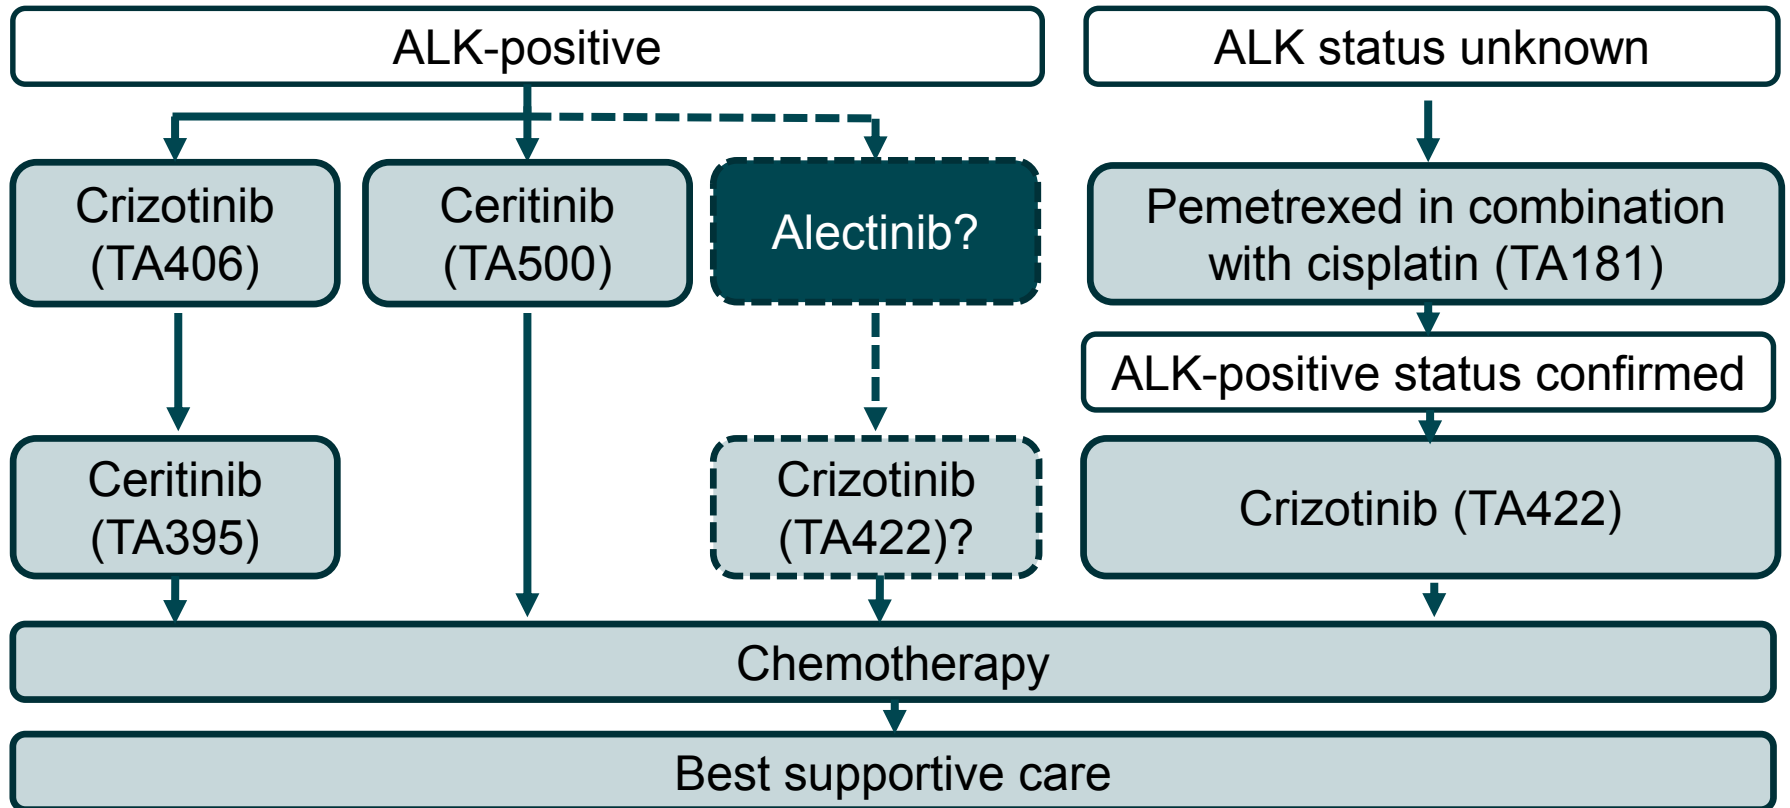 ALK-positive
ALK status unknown
Crizotinib
(TA406)
Ceritinib
(TA500)
Alectinib?
Pemetrexed in combination
with cisplatin (TA181)
ALK-positive status confirmed
Ceritinib
(TA395)
Crizotinib
(TA422)?
Crizotinib (TA422)
Chemotherapy
Best supportive care